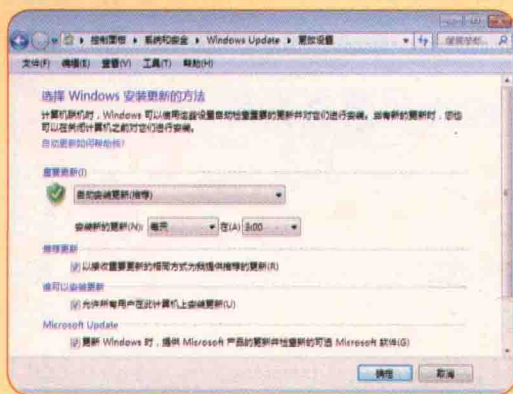 控制面板 ▸ 系统和安全 ▸ Windows Update ▸ 更改设置
文件(F) 编辑(E) 查看(V) 工具(T) 帮助(H)
选择 Windows 安装更新的方法
计算机联机时，Windows 可以使用这些设置自动检查重要的更新并对它们进行安装。当有新的更新时，您也
可以在关闭计算机之前对它们进行安装。
自动更新如何帮助我?
重要更新(I)
自动安装更新(推荐)
安装新的更新(N): 每天 在(A) 3:00
推荐更新
以接收重要更新的相同方式为我提供推荐的更新(R)
谁可以安装更新
允许所有用户在此计算机上安装更新(U)
Microsoft Update
更新 Windows 时，提供 Microsoft 产品的更新并检查新的可选 Microsoft 软件(G)
确定 取消